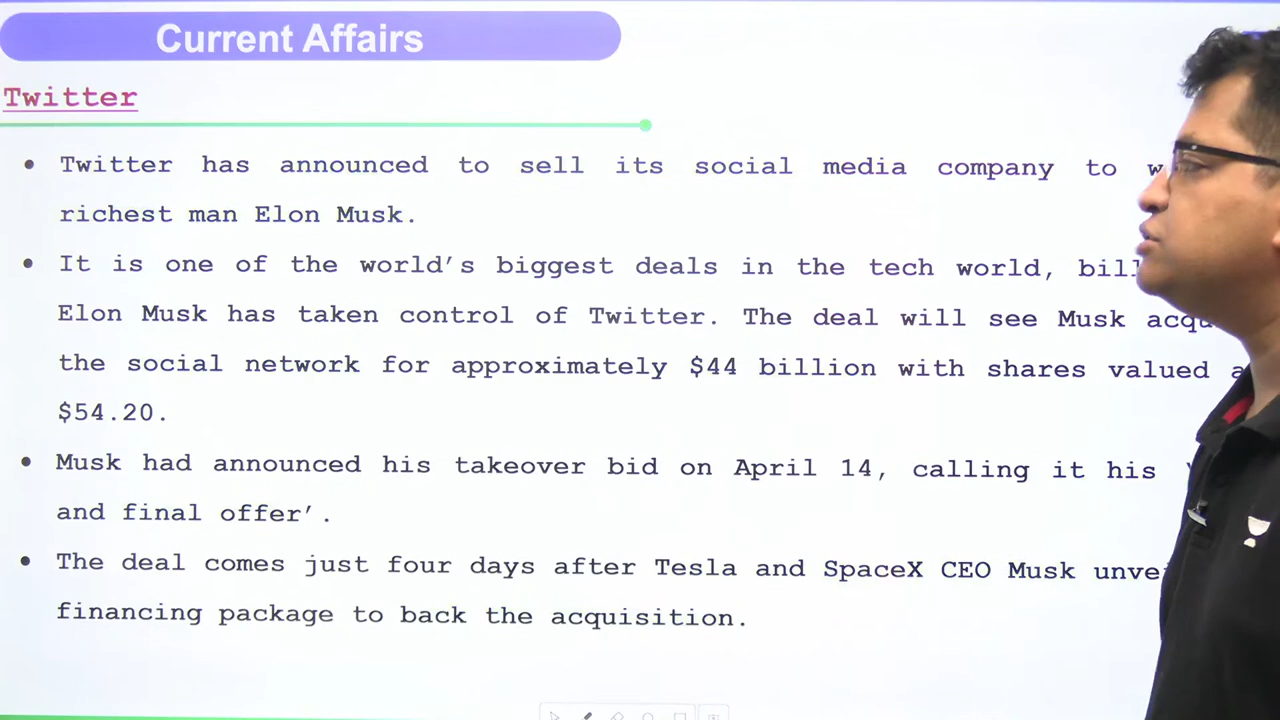 Current Affairs
Twitter
Twitter has announced to sell its social media company to
richest man Elon Musk.
It is one of the world's biggest deals in the tech world,
Elon Musk has taken control of Twitter. The deal will see Musk
the social network for approximately $44 billion with shares valued
$54.20.
Musk had announced his takeover bid on April 14, calling it his
and final offer’.
The deal comes just four days after Tesla and SpaceX CEO Musk
financing package to back the acquisition.